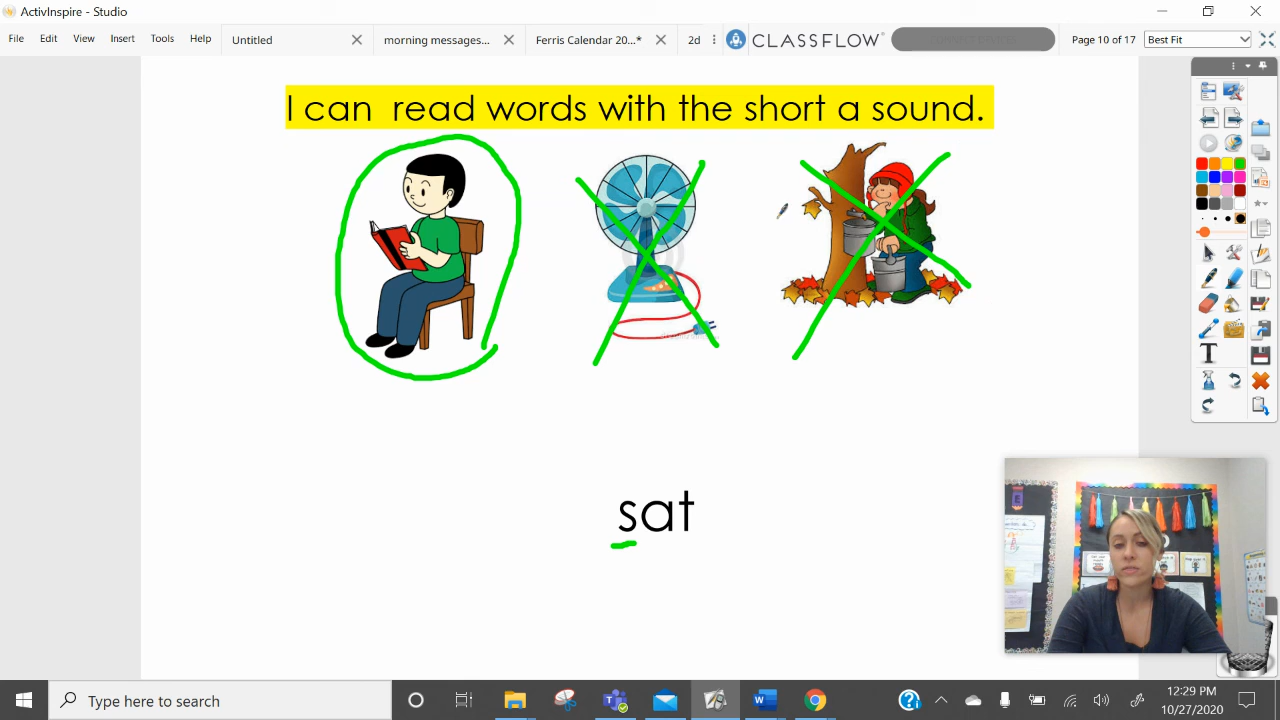 ActivInspire - Studio
File Edit View Insert Tools Help Untitled morning messages... Ferris Calendar 20...* 2d CLASSFLOW Page 10 of 17 Best Fit
I can read words with the short a sound.
sat
T
Type here to search
12:29 PM
10/27/2020